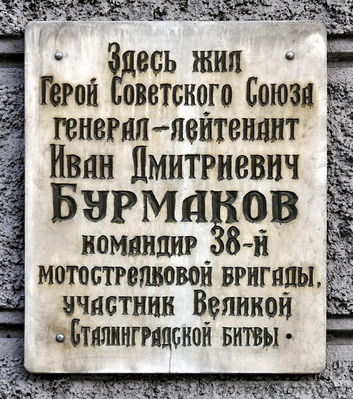 Здесь жил
Герой Советского Союза
генерал-лейтенант
Иван Дмитриевич
Бурмаков
командир 38-й
мотострелковой бригады,
участник Великой
Сталинградской битвы